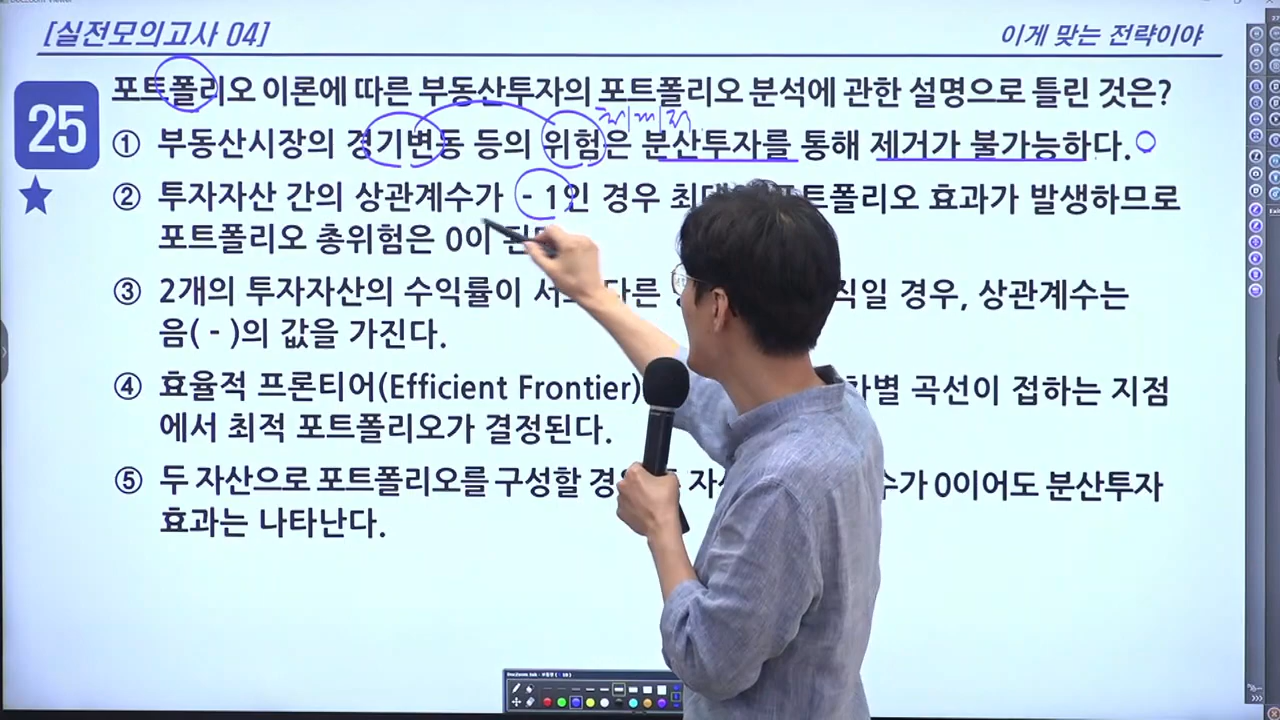 [실전모의고사 04]
이게 맞는 전략이야
25
포트폴리오 이론에 따른 부동산투자의 포트폴리오 분석에 관한 설명으로 틀린 것은?
① 부동산시장의 경기변동 등의 위험은 분산투자를 통해 제거가 불가능하다.
② 투자자산 간의 상관계수가 - 1인 경우 최대 포트폴리오 효과가 발생하므로
포트폴리오 총위험은 0이
③ 2개의 투자자산의 수익률이 다른 경우, 상관계수는
음( - )의 값을 가진다.
④ 효율적 프론티어(Efficient Frontier) 곡선이 접하는 지점
에서 최적 포트폴리오가 결정된다.
⑤ 두 자산으로 포트폴리오를 구성할 0이어도 분산투자
효과는 나타난다.